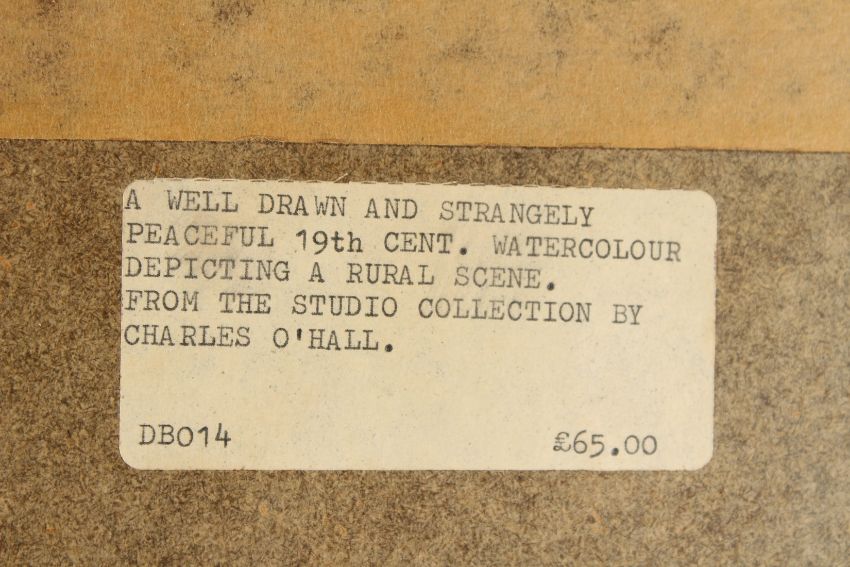 A WELL DRAWN AND STRANGELY
PEACEFUL 19th CENT. WATERCOLOUR
DEPICTING A RURAL SCENE.
FROM THE STUDIO COLLECTION BY
CHARLES O'HALL.
DB014 £65.00